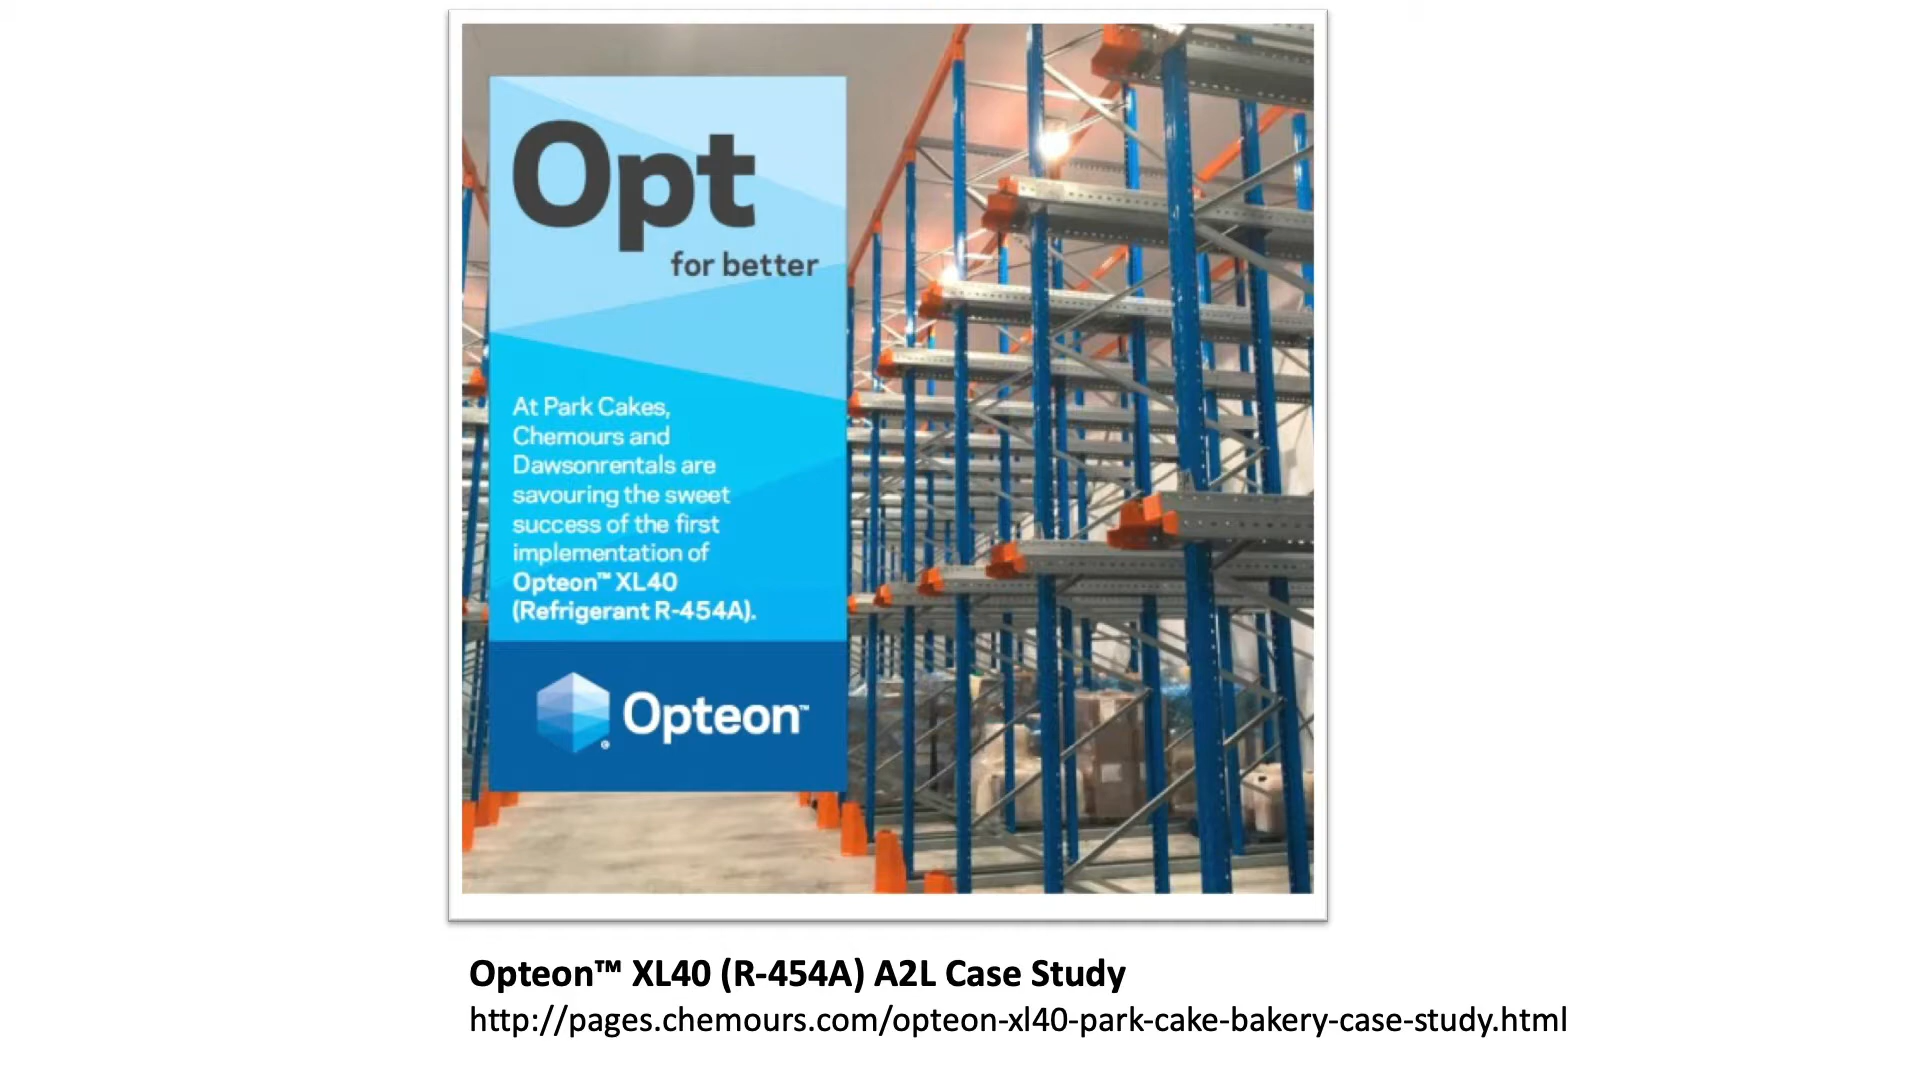 Opt
for better
At Park Cakes,
Chemours and
Dawsonrentals are
savouring the sweet
success of the first
implementation of
Opteon™ XL40
(Refrigerant R-454A).
Opteon™
Opteon™ XL40 (R-454A) A2L Case Study
http://pages.chemours.com/opteon-xl40-park-cake-bakery-case-study.html